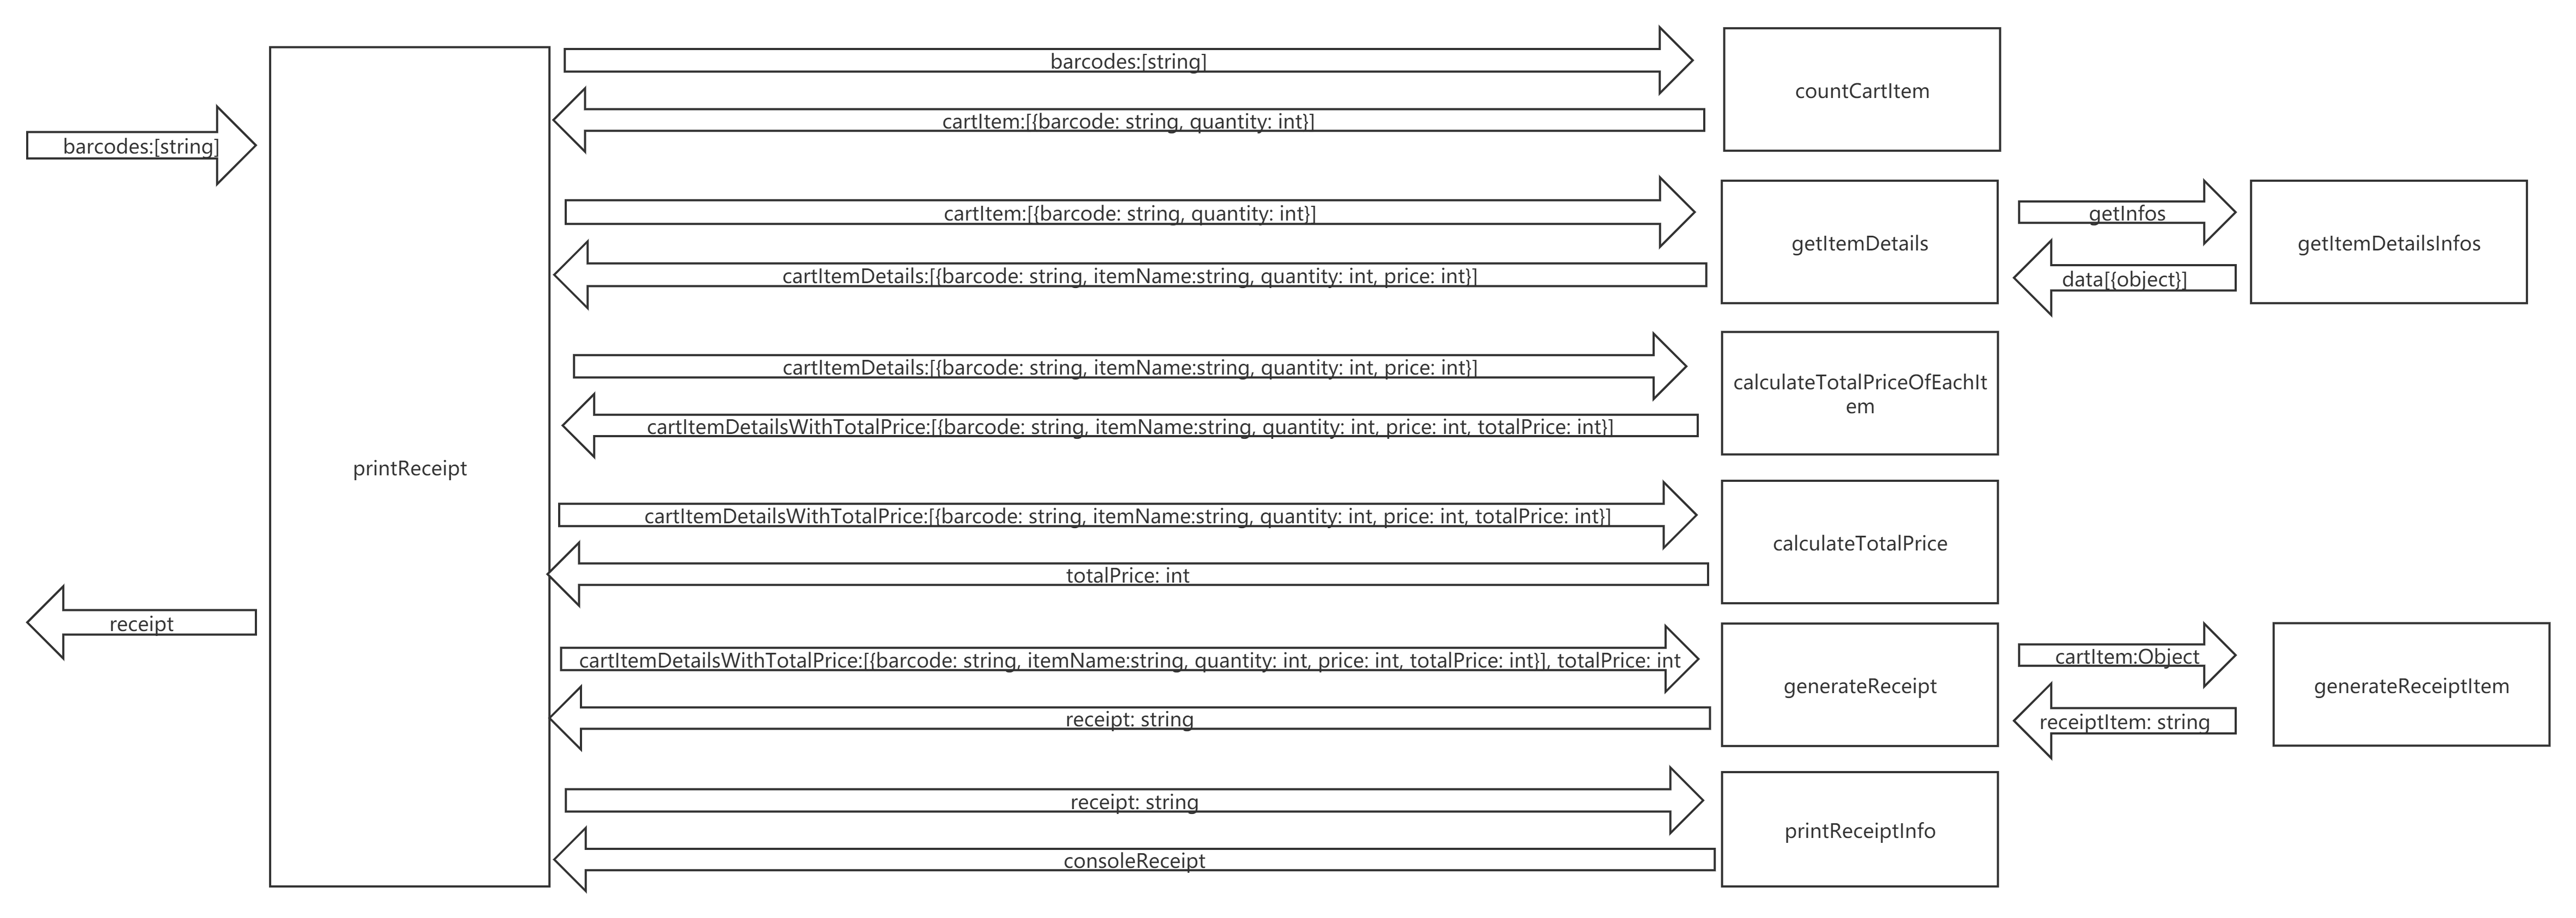 barcodes:[string]
countCartItem
cartItem:[{barcode: string, quantity: int}]
barcodes:[string]
cartItem:[{barcode: string, quantity: int}]
getInfos
getItemDetails
getItemDetailsInfos
cartItemDetails:[{barcode: string, itemName:string, quantity: int, price: int}]
data[{object}]
cartItemDetails:[{barcode: string, itemName:string, quantity: int, price: int}]
calculateTotalPriceOfEachIt
em
cartItemDetailsWithTotalPrice:[{barcode: string, itemName:string, quantity: int, price: int, totalPrice: int}]
printReceipt
cartItemDetailsWithTotalPrice:[{barcode: string, itemName:string, quantity: int, price: int, totalPrice: int}]
calculateTotalPrice
totalPrice: int
receipt
cartItemDetailsWithTotalPrice:[{barcode: string, itemName:string, quantity: int, price: int, totalPrice: int}], totalPrice: int
cartItem:Object
generateReceipt
generateReceiptItem
receipt: string
receiptItem: string
receipt: string
printReceiptInfo
consoleReceipt